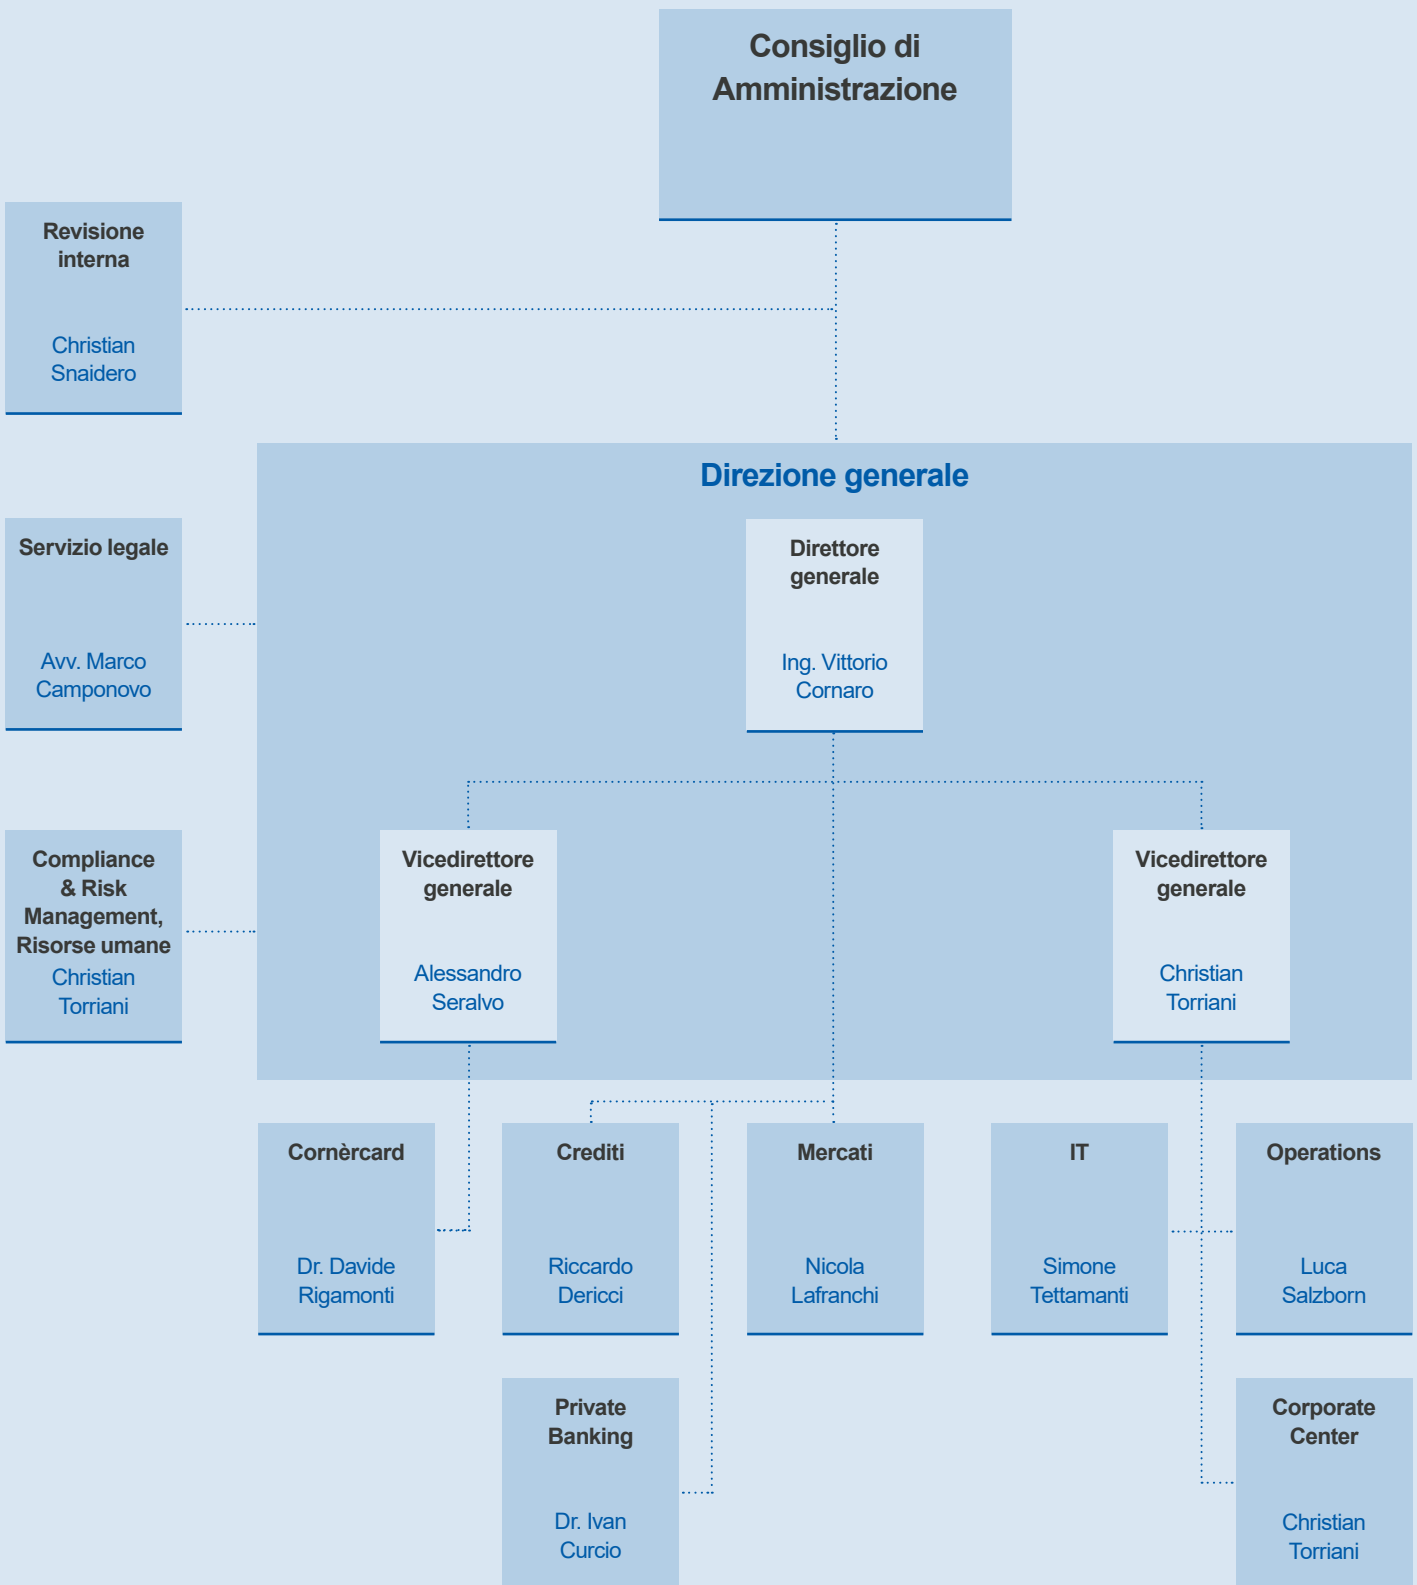 Consiglio di
Amministrazione
Revisione
interna
Christian
Snaidero
Direzione generale
Servizio legale
Avv. Marco
Camponovo
Direttore
generale
Ing. Vittorio
Cornaro
Compliance
& Risk
Management,
Risorse umane
Christian
Torriani
Vicedirettore
generale
Alessandro
Seralvo
Vicedirettore
generale
Christian
Torriani
Cornèrcard
Dr. Davide
Rigamonti
Crediti
Riccardo
Dericci
Mercati
Nicola
Lafranchi
IT
Simone
Tettamanti
Operations
Luca
Salzborn
Private
Banking
Dr. Ivan
Curcio
Corporate
Center
Christian
Torriani